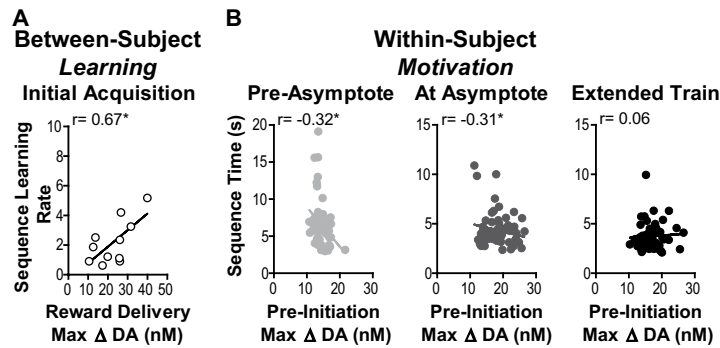 A
Between-Subject
Learning
Initial Acquisition
r= 0.67*
Sequence Learning
Rate
10
8
6
4
2
0
0 10 20 30 40 50
Reward Delivery
Max Δ DA (nM)
B
Within-Subject
Motivation
Pre-Asymptote
r= -0.32*
Sequence Time (s)
20
15
10
5
0
0 10 20 30
Pre-Initiation
Max Δ DA (nM)
At Asymptote
r= -0.31*
15
10
5
0
0 10 20 30
Pre-Initiation
Max Δ DA (nM)
Extended Train
r= 0.06
15
10
5
0
0 10 20 30
Pre-Initiation
Max Δ DA (nM)